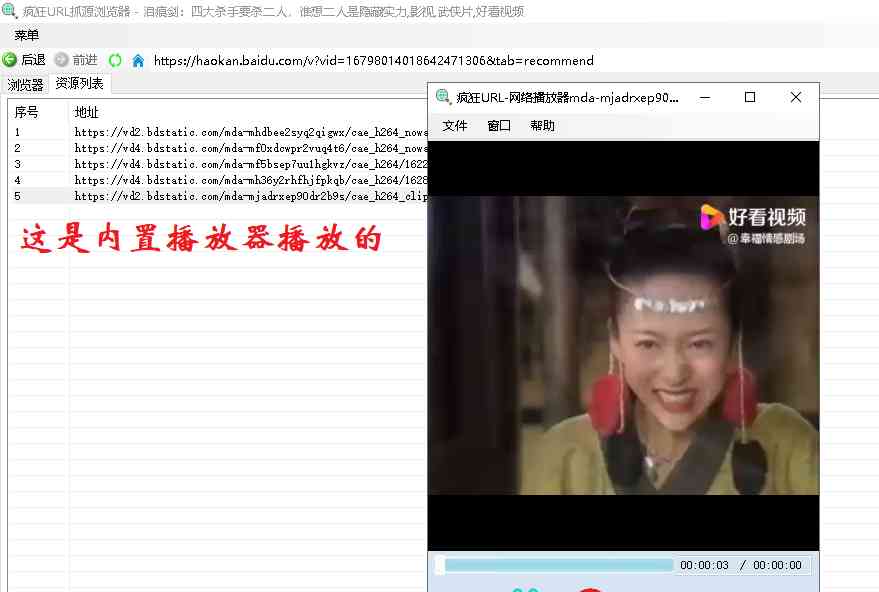 疯狂URL抓源浏览器 - 泪痕剑：四大杀手要杀二人，谁想二人是隐藏实力,影视,武侠片,好看视频
菜单
后退 前进 https://haokan.baidu.com/v?vid=16798014018642471306&tab=recommend
浏览器 资源列表
序号 地址
1 https://vd2.bdstatic.com/mda-mhdbee2syq2qigwx/cae_h264_nowa
2 https://vd4.bdstatic.com/mda-mf0xdcwpr2vuq4t6/cae_h264_nowa
3 https://vd4.bdstatic.com/mda-mf5bsep7uu1hgkvz/cae_h264/1622
4 https://vd4.bdstatic.com/mda-mh36y2rhfhjfpkqb/cae_h264/1628
5 https://vd2.bdstatic.com/mda-mjadrxep90dr2b9s/cae_h264_clip
这是内置播放器播放的
疯狂URL-网络播放器mda-mjadrxep90...
文件 窗口 帮助
好看视频
@幸福情感剧场
00:00:03 / 00:00:00